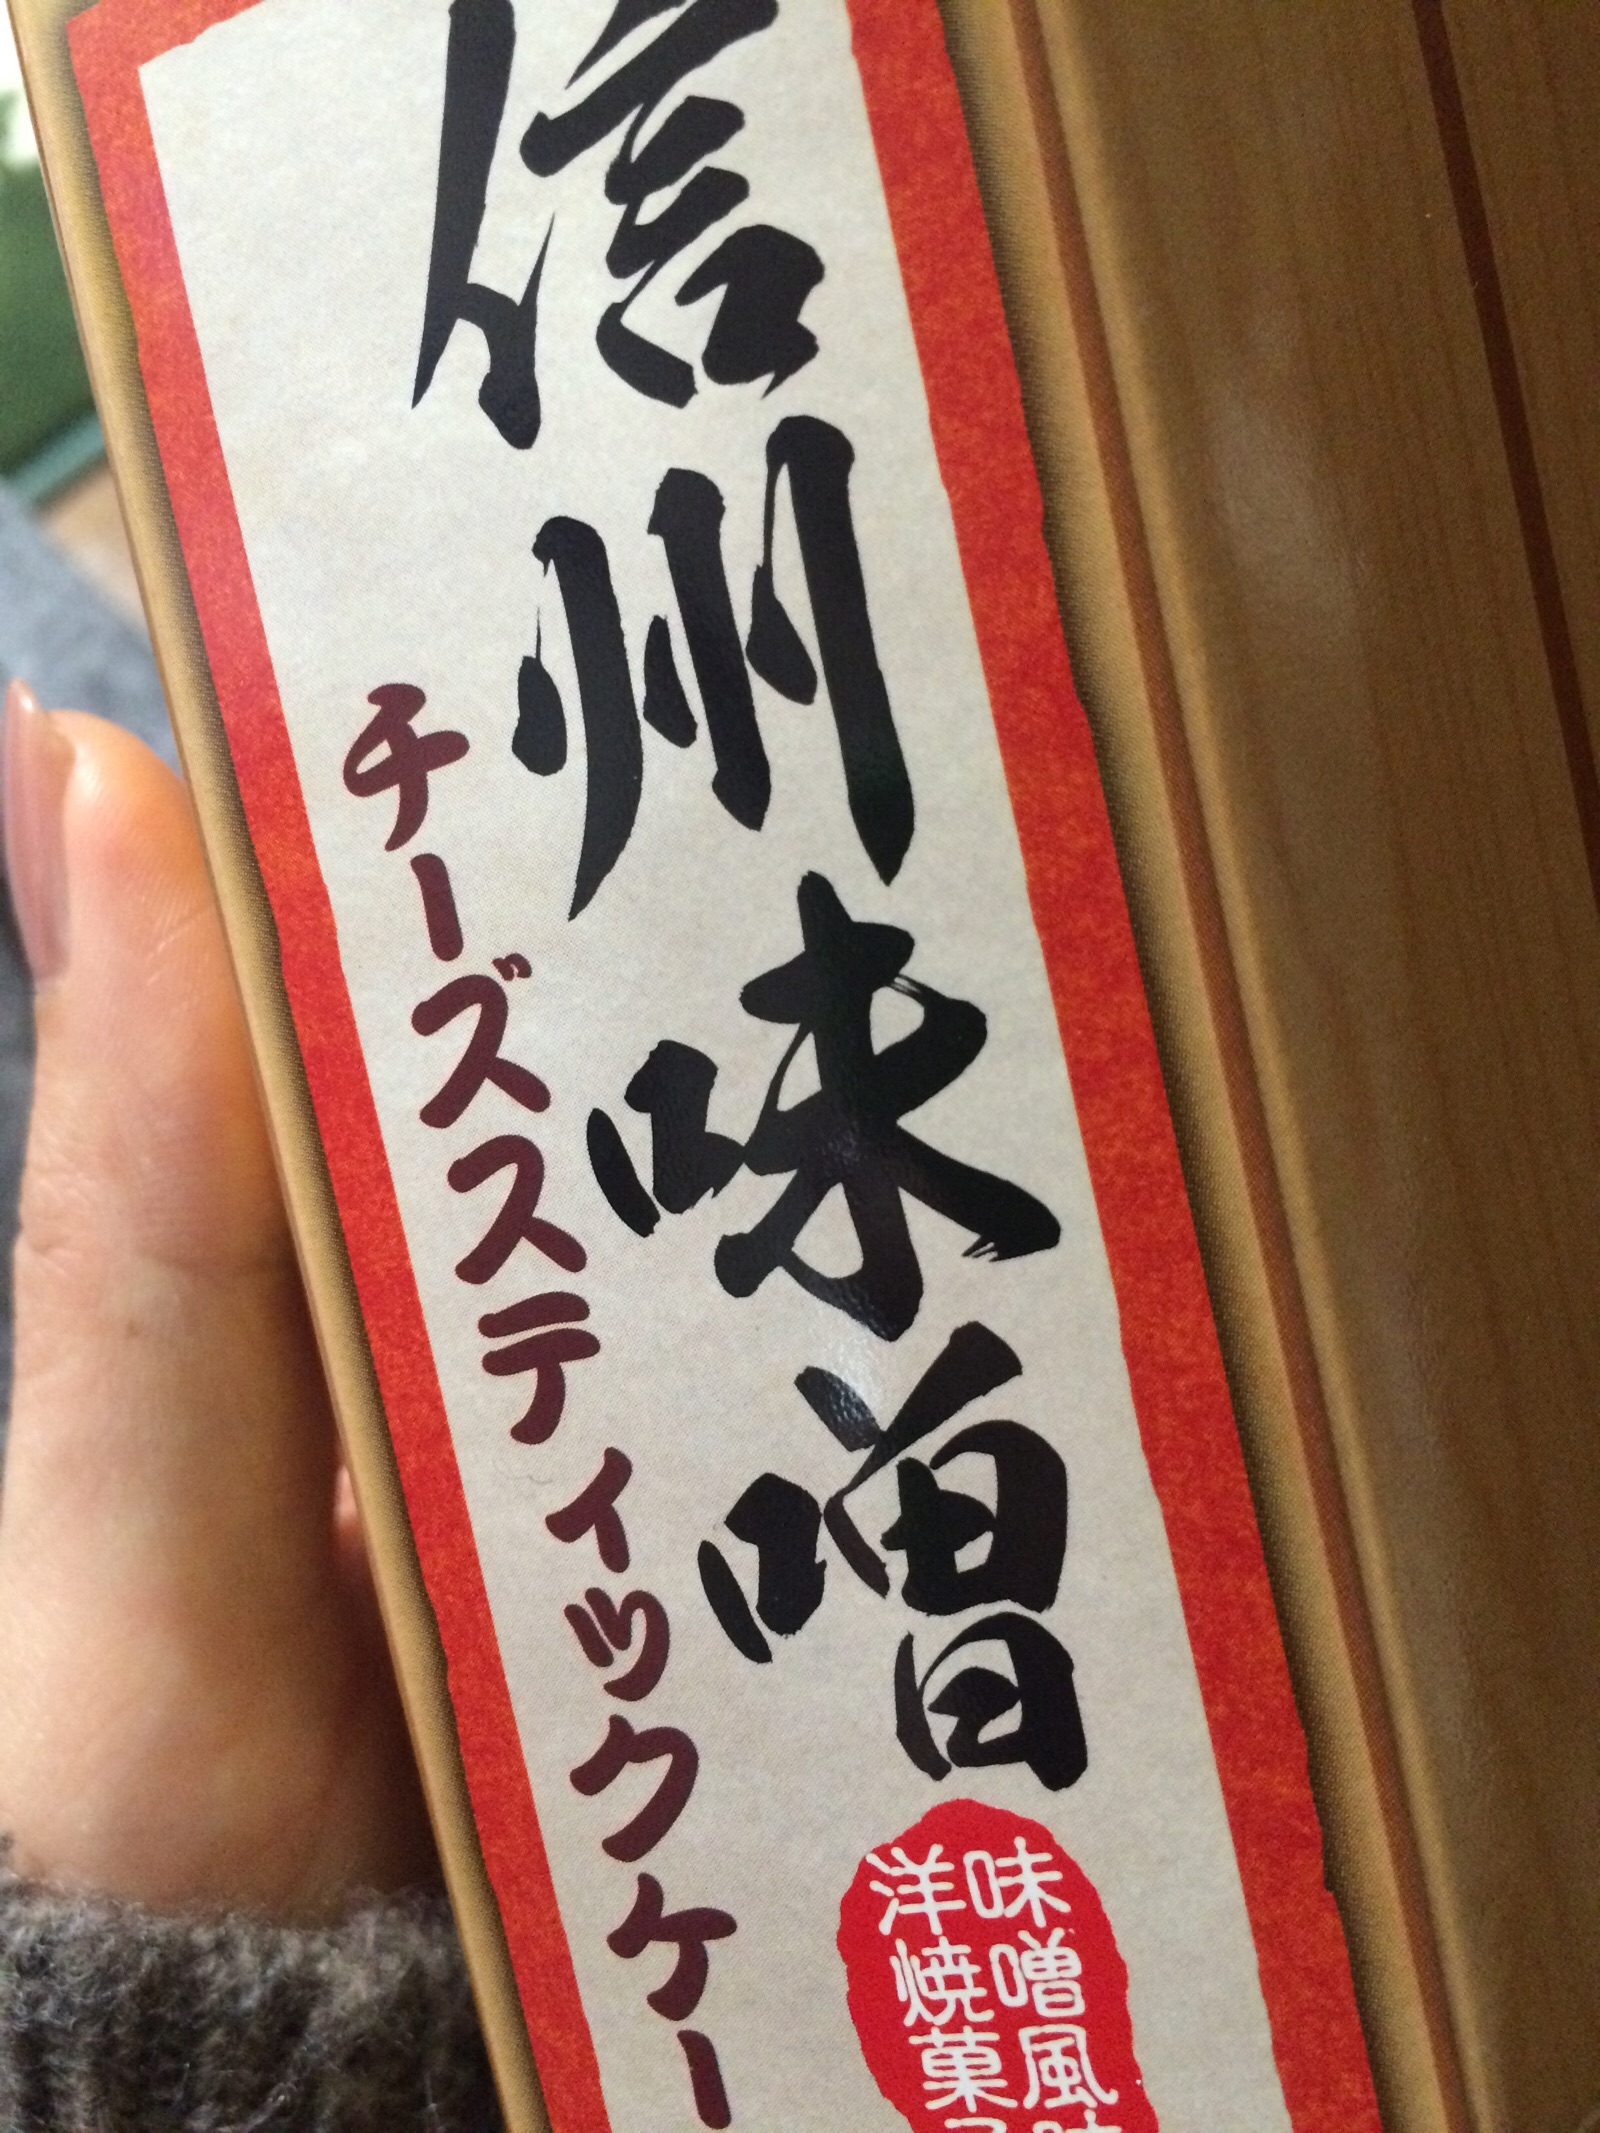 信州味噌
チーズスティックケー
味噌風味
洋焼菓子